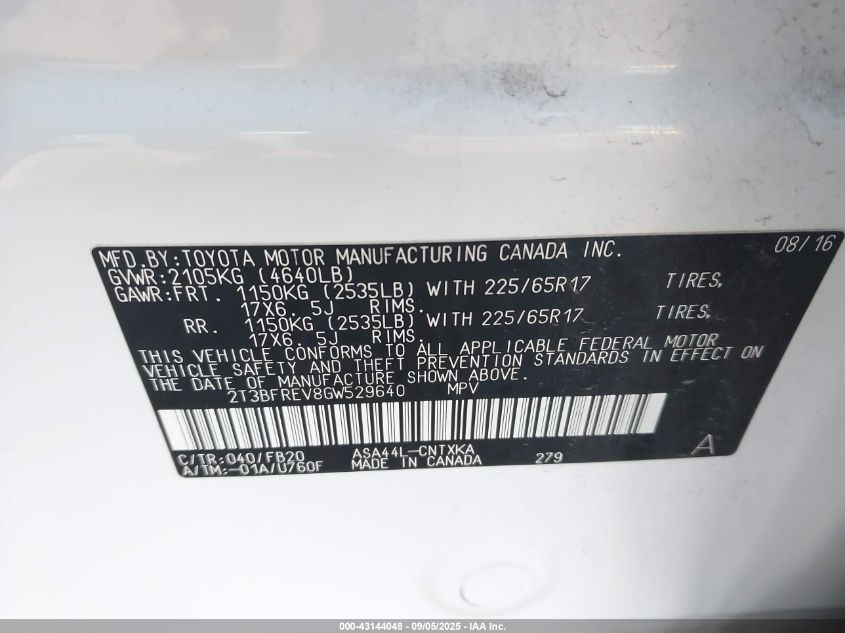 MFD.BY:TOYOTA MOTOR MANUFACTURING CANADA INC. 08/16
GVWR:2105KG (4640LB)
GAWR:FRT. 1150KG (2535LB) WITH 225/65R17 TIRES,
17X6.5J RIMS.
RR. 1150KG (2535LB) WITH 225/65R17 TIRES,
17X6.5J RIMS.
THIS VEHICLE CONFORMS TO ALL APPLICABLE FEDERAL MOTOR
VEHICLE SAFETY AND THEFT PREVENTION STANDARDS IN EFFECT ON
THE DATE OF MANUFACTURE SHOWN ABOVE.
2T3BFREV8GW529640 MPV
C/TR:040/FB20 ASA44L-CNTXKA
A/TM:-01A/U760F MADE IN CANADA 279 A
000-43144048 - 09/05/2025 - IAA Inc.